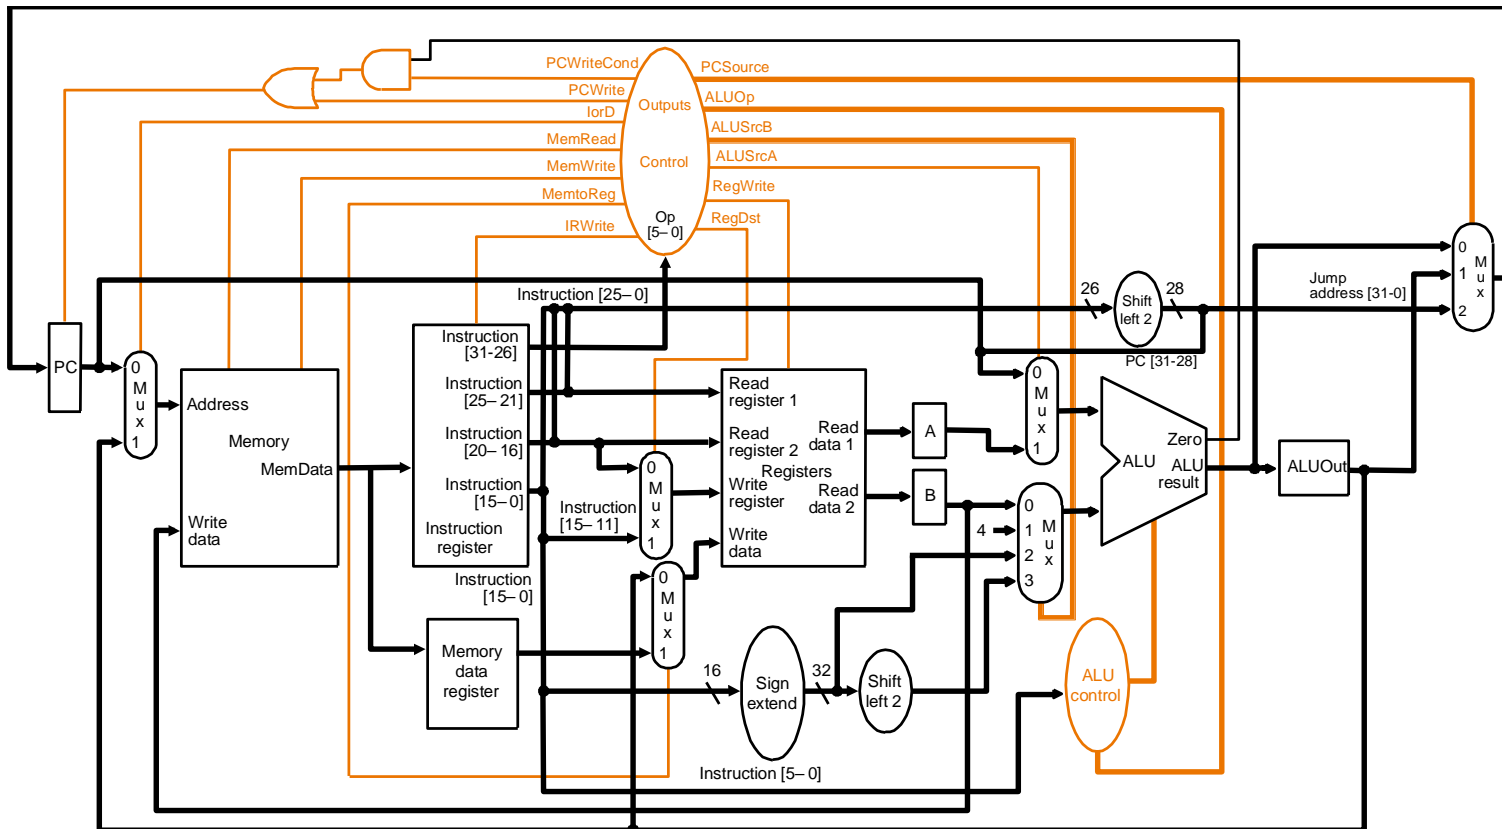 PCWriteCond
PCSource
PCWrite
ALUOp
Outputs
IorD
ALUSrcB
MemRead
ALUSrcA
Control
MemWrite
RegWrite
MemtoReg
RegDst
IRWrite
Op
[5–0]
0
1
2
M
u
x
Instruction [25–0]
26
Shift
left 2
28
Jump
address [31-0]
PC [31-28]
PC
0
M
u
x
1
Address
Memory
MemData
Write
data
Instruction
[31-26]
Instruction
[25–21]
Instruction
[20–16]
Instruction
[15–0]
Instruction
register
Instruction
[15–11]
0
M
u
x
1
Read
register 1
Read
register 2
Registers
Write
register
Write
data
Read
data 1
Read
data 2
A
B
0
M
u
x
1
4
0
1
2
3
M
u
x
Zero
ALU
ALU
result
ALUOut
Instruction
[15–0]
0
M
u
x
1
Memory
data
register
16
Sign
extend
32
Shift
left 2
ALU
control
Instruction [5–0]